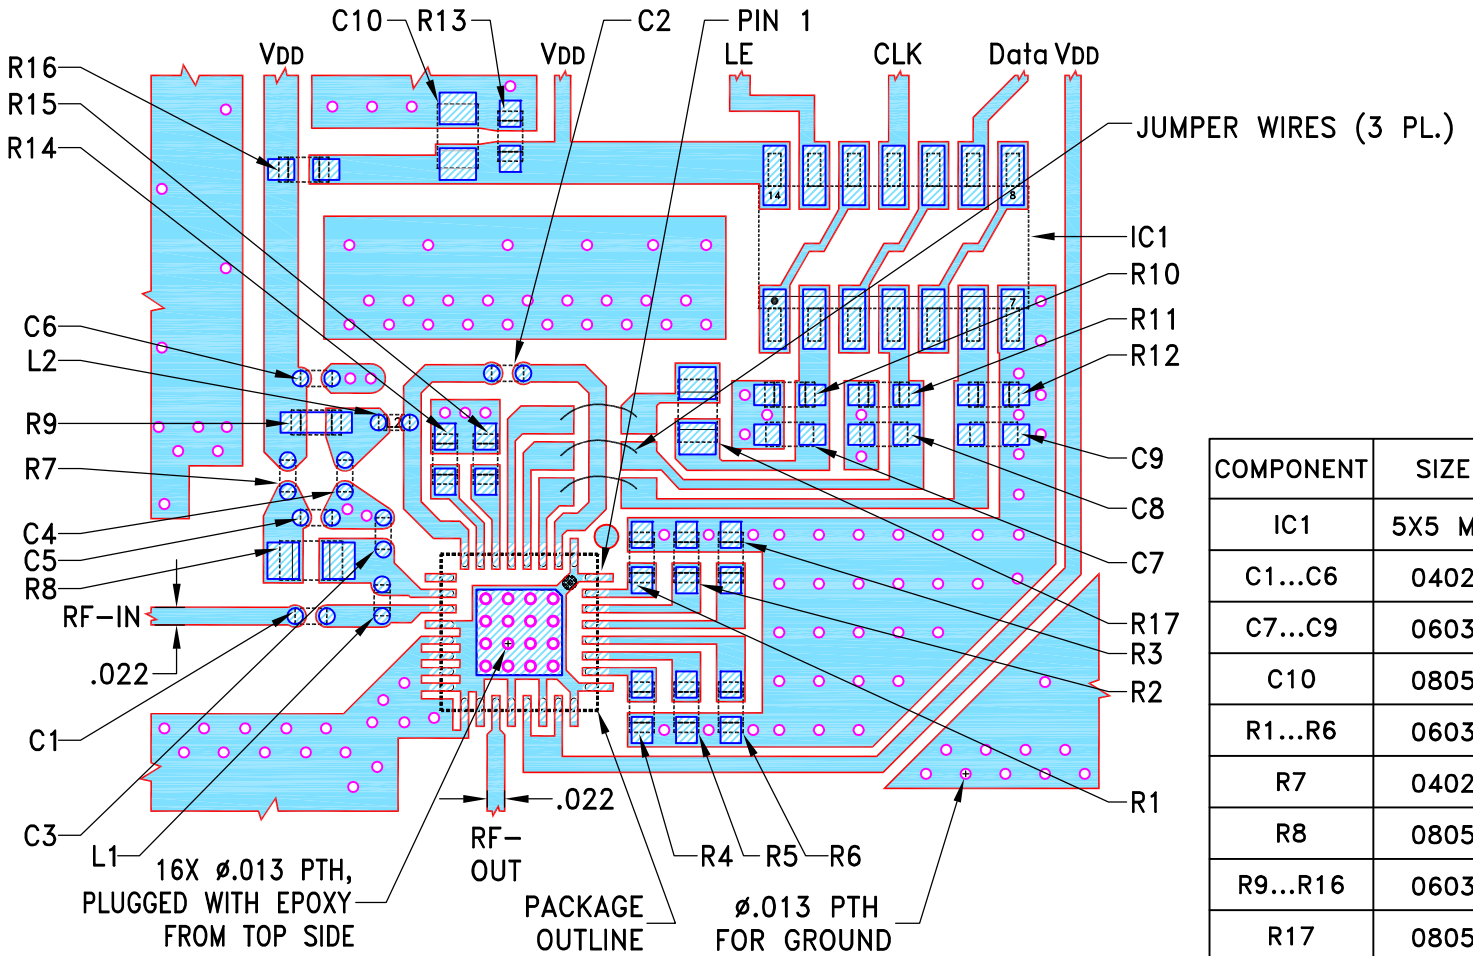 C10 R13 C2 PIN 1
VDD VDD LE CLK Data VDD
R16
R15
R14
JUMPER WIRES (3 PL.)
14 8
IC1
R10
7
R11
R12
C6
L2
R9
R7
C4
C5
R8
RF-IN
.022
C1
C3
L1
C9
C8
C7
R17
R3
R2
R1
.022
RF-
OUT
R4 R5 R6
16X ø.013 PTH,
PLUGGED WITH EPOXY
FROM TOP SIDE
PACKAGE
OUTLINE
ø.013 PTH
FOR GROUND
COMPONENT SIZE
IC1 5X5 M
C1...C6 0402
C7...C9 0603
C10 0805
R1...R6 0603
R7 0402
R8 0805
R9...R16 0603
R17 0805